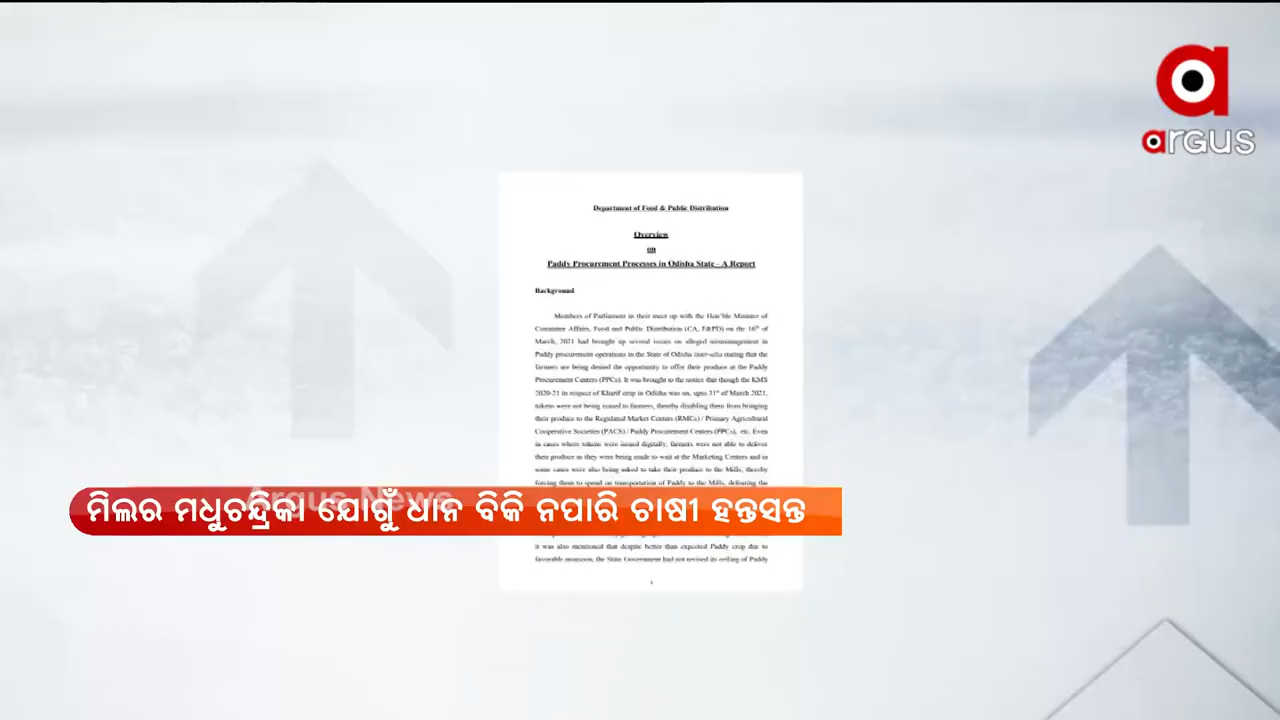 argus
Department of Food & Public Distribution
Overview
on
Paddy Procurement Processes in Odisha State - A Report
Background
Members of Parliament in their meet up with the Hon'ble Minister of
Consumer Affairs, Food and Public Distribution (CA, F&PD) on the 16th of
March, 2021 had brought up several issues on alleged mismanagement in
Paddy procurement operations in the State of Odisha inter-alia stating that the
farmers are being denied the opportunity to offer their produce at the Paddy
Procurement Centers (PPCs). It was brought to the notice that though the KMS
2020-21 in respect of Kharif crop in Odisha was on, upto 31st of March 2021,
tokens were not being issued to farmers, thereby disabling them from bringing
their produce to the Regulated Market Centers (RMCs) / Primary Agricultural
Cooperative Societies (PACS) / Paddy Procurement Centers (PPCs), etc. Even
in cases where tokens were issued digitally, farmers were not able to deliver
their produce as they were being made to wait at the Marketing Centers and in
some cases were also being asked to take their produce to the Mills, thereby
forcing them to spend on transportation of Paddy to the Mills, defeating the
Argus News
ମିଲର ମଧୁଚନ୍ଦ୍ରିକା ଯୋଗୁଁ ଧାନ ବିକି ନପାରି ଚାଷୀ ହନ୍ତସନ୍ତ
it was also mentioned that despite better than expected Paddy crop due to
favorable monsoon, the State Government had not revised its ceiling of Paddy